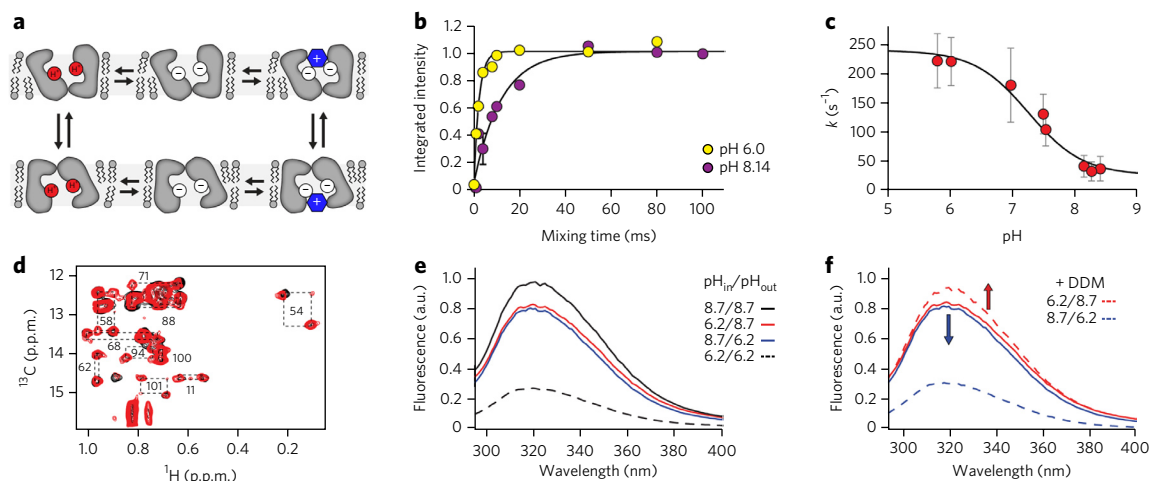 a
H⁺ H⁺ − − + − −
H⁺ H⁺ − − − − +
b
Integrated intensity
1.2
1.0
0.8
0.6
0.4
0.2
0
0 20 40 60 80 100
Mixing time (ms)
pH 6.0
pH 8.14
c
k (s⁻¹)
250
200
150
100
50
0
5 6 7 8 9
pH
d
¹³C (p.p.m.)
12
13
14
15
71
54
58
88
68
94
100
62
101
11
1.0 0.8 0.6 0.4 0.2
¹H (p.p.m.)
e
Fluorescence (a.u.)
1.0
0.8
0.6
0.4
0.2
0
300 320 340 360 380 400
Wavelength (nm)
pHin/pHout
8.7/8.7
6.2/8.7
8.7/6.2
6.2/6.2
f
Fluorescence (a.u.)
1.0
0.8
0.6
0.4
0.2
0
300 320 340 360 380 400
Wavelength (nm)
+ DDM
6.2/8.7
8.7/6.2